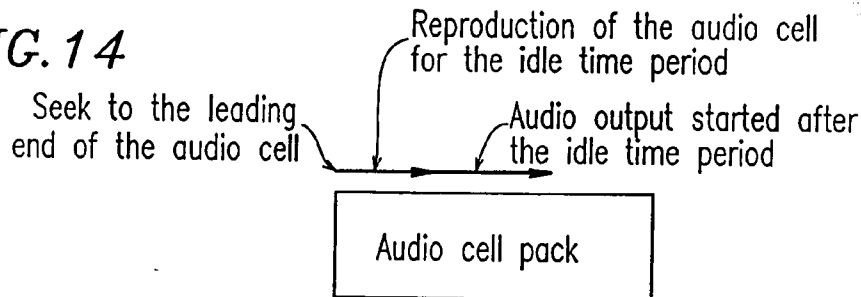 G.14
Reproduction of the audio cell
for the idle time period
Seek to the leading
end of the audio cell
Audio output started after
the idle time period
Audio cell pack